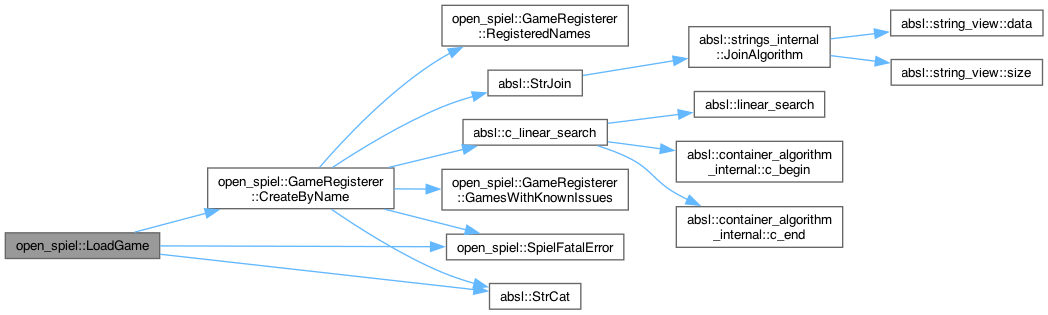 open_spiel::LoadGame
open_spiel::GameRegisterer
::CreateByName
open_spiel::GameRegisterer
::RegisteredNames
absl::StrJoin
absl::c_linear_search
open_spiel::GameRegisterer
::GamesWithKnownIssues
open_spiel::SpielFatalError
absl::StrCat
absl::strings_internal
::JoinAlgorithm
absl::linear_search
absl::container_algorithm
_internal::c_begin
absl::container_algorithm
_internal::c_end
absl::string_view::data
absl::string_view::size